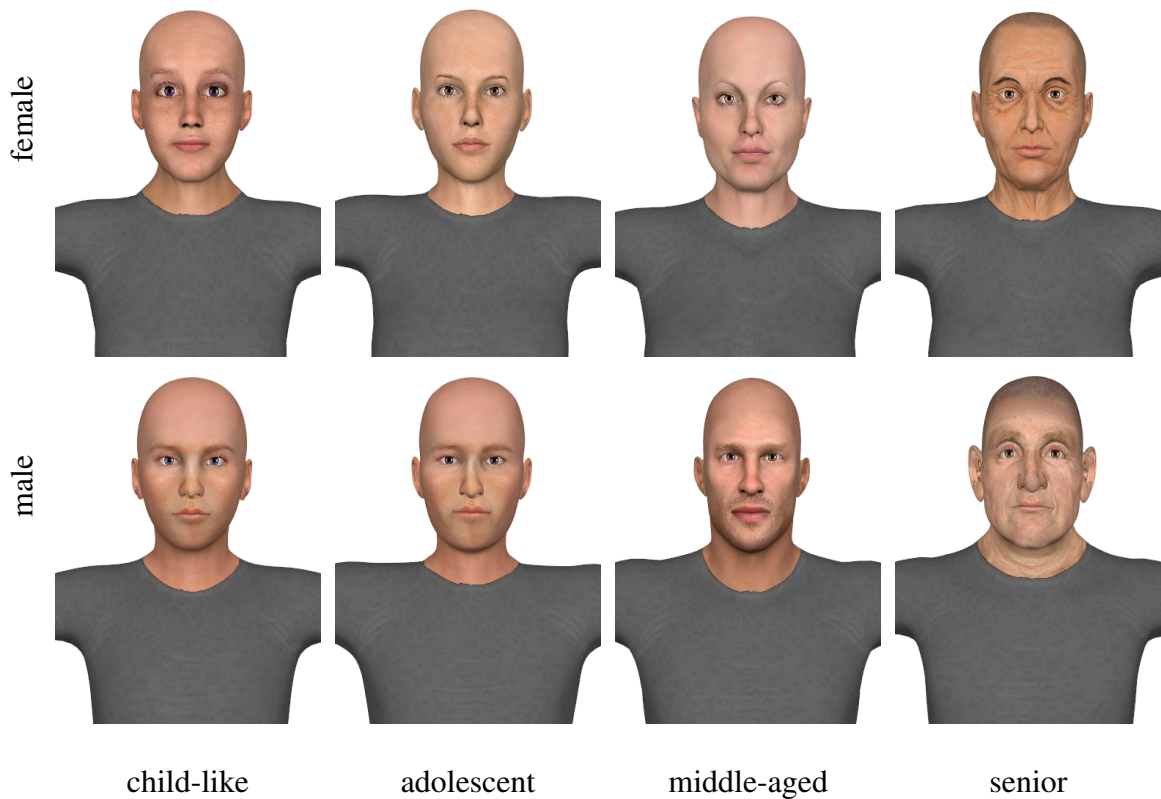 female
male
child-like
adolescent
middle-aged
senior